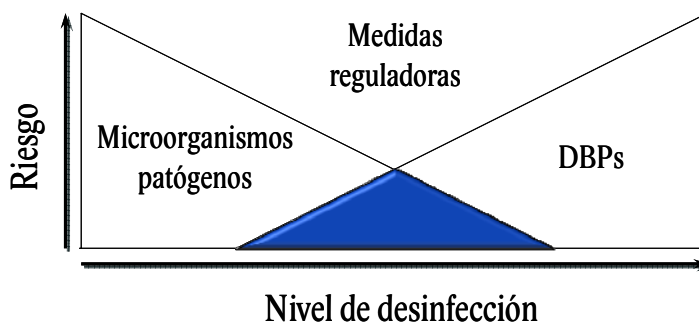 Medidas
reguladoras
Riesgo
Microorganismos
patógenos
DBPs
Nivel de desinfección